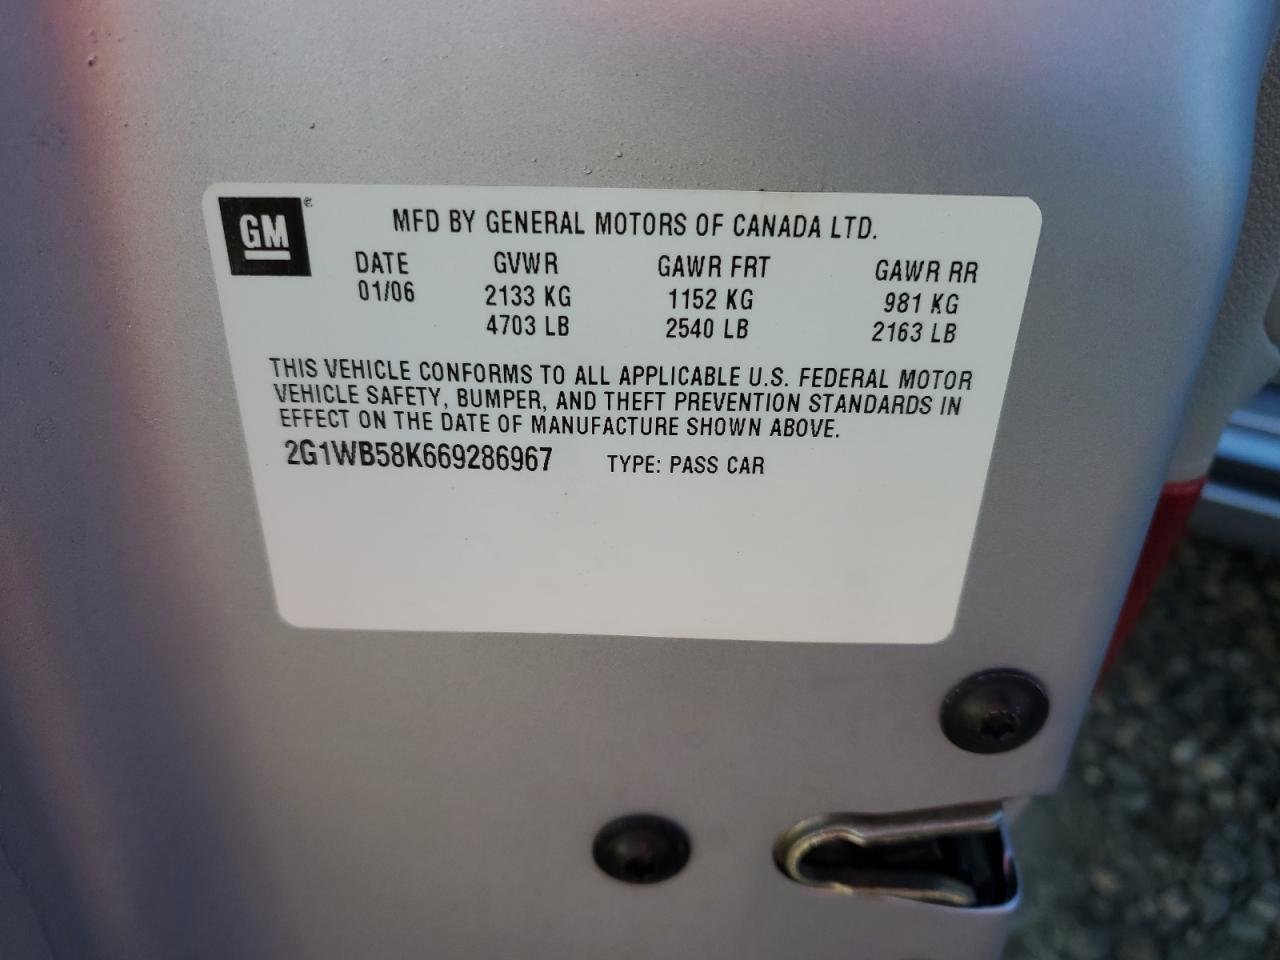 GM®
MFD BY GENERAL MOTORS OF CANADA LTD.
DATE GVWR GAWR FRT GAWR RR
01/06 2133 KG 1152 KG 981 KG
4703 LB 2540 LB 2163 LB
THIS VEHICLE CONFORMS TO ALL APPLICABLE U.S. FEDERAL MOTOR
VEHICLE SAFETY, BUMPER, AND THEFT PREVENTION STANDARDS IN
EFFECT ON THE DATE OF MANUFACTURE SHOWN ABOVE.
2G1WB58K669286967 TYPE: PASS CAR